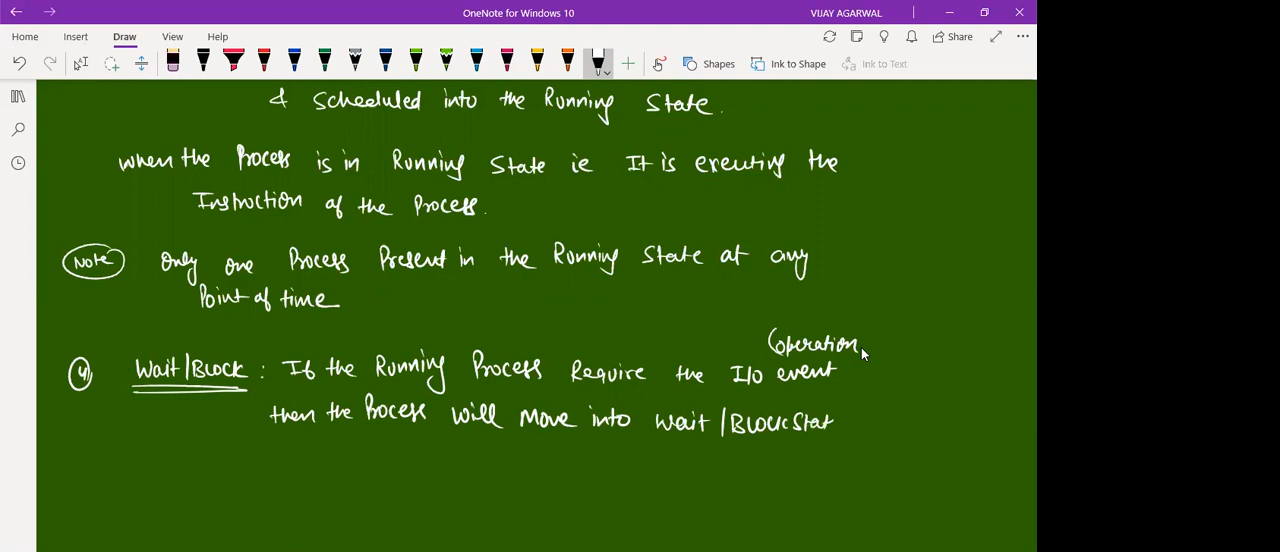 OneNote for Windows 10
VIJAY AGARWAL
Home Insert Draw View Help
Share
Shapes Ink to Shape Ink to Text
& Scheduled into the Running State.
when the Process is in Running State ie It is executing the
Instruction of the Process.
Note Only one Process Present in the Running State at any
Point of time
(operation
4 Wait/Block : If the Running Process Require the I/O event
then the Process will Move into Wait/Block Stat